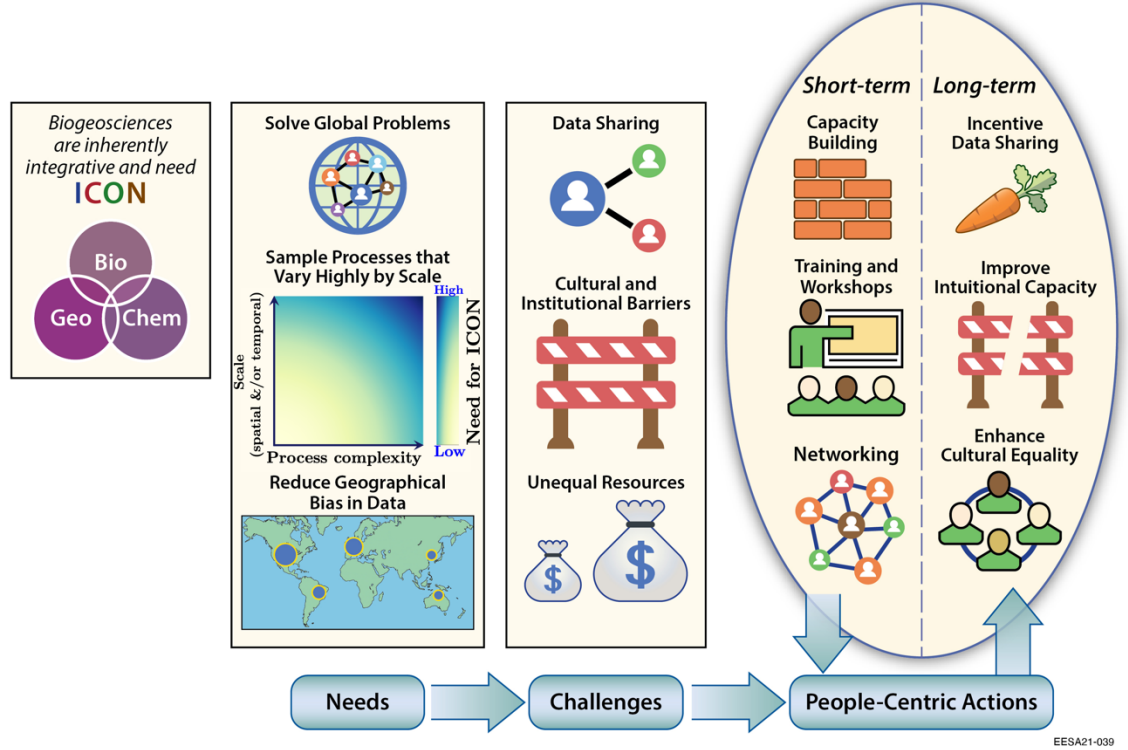 Biogeosciences
are inherently
integrative and need
ICON
Bio
Geo
Chem
Solve Global Problems
Sample Processes that
Vary Highly by Scale
High
Scale
(spatial &/or temporal)
Need for ICON
Low
Process complexity
Reduce Geographical
Bias in Data
Data Sharing
Cultural and
Institutional Barriers
Unequal Resources
$
$
Short-term
Capacity
Building
Training and
Workshops
Networking
Long-term
Incentive
Data Sharing
Improve
Intuitional Capacity
Enhance
Cultural Equality
Needs
Challenges
People-Centric Actions
EESA21-039